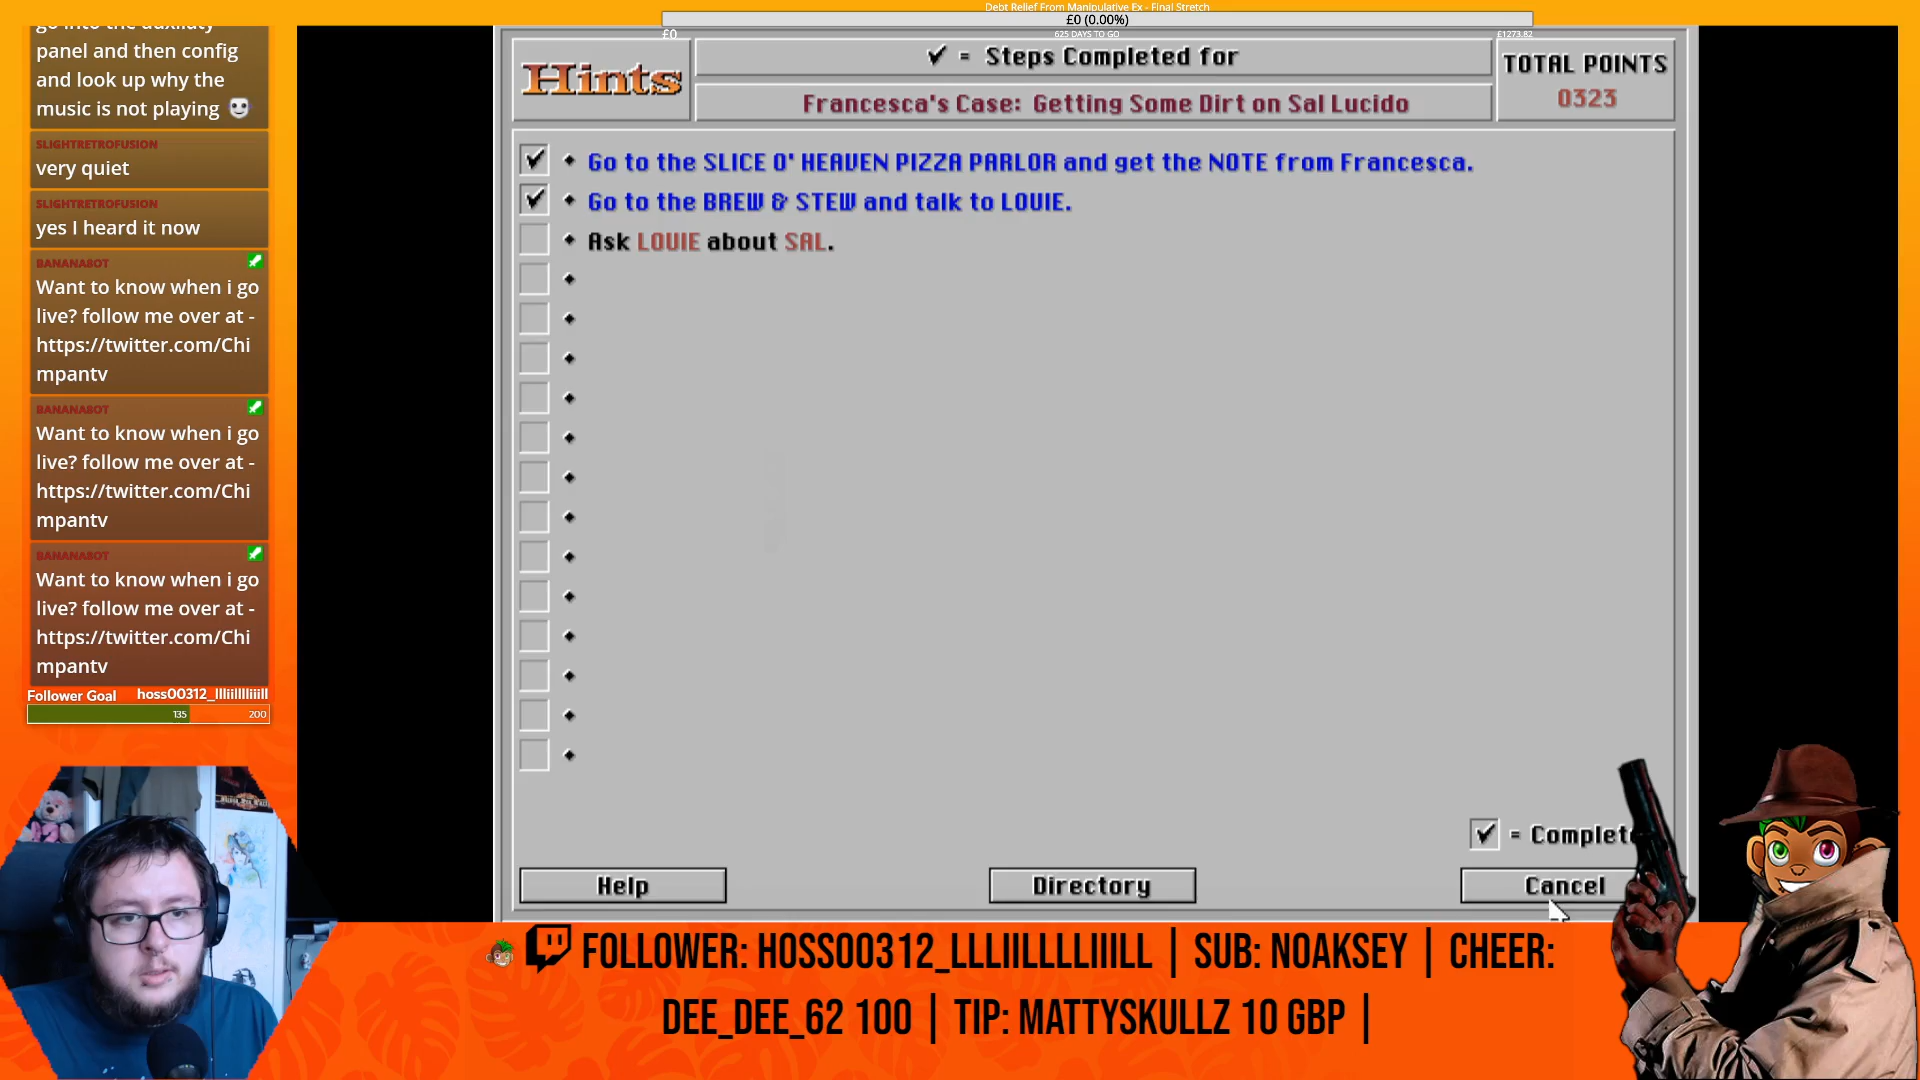 Debt Relief From Manipulative Ex - Final Stretch
£0 (0.00%)
£0
625 DAYS TO GO
£1273.82
go into the auxiliary
panel and then config
and look up why the
music is not playing
SLIGHTRETROFUSION
very quiet
SLIGHTRETROFUSION
yes I heard it now
BANANABOT
Want to know when i go
live? follow me over at -
https://twitter.com/Chi
mpantv
BANANABOT
Want to know when i go
live? follow me over at -
https://twitter.com/Chi
mpantv
BANANABOT
Want to know when i go
live? follow me over at -
https://twitter.com/Chi
mpantv
Follower Goal
135
200
Hints
✓ = Steps Completed for
Francesca's Case: Getting Some Dirt on Sal Lucido
TOTAL POINTS
0323
Go to the SLICE O' HEAVEN PIZZA PARLOR and get the NOTE from Francesca.
Go to the BREW & STEW and talk to LOUIE.
Ask LOUIE about SAL.
✓ = Complete
Help
Directory
Cancel
FOLLOWER: HOSS00312_LLLIILLLLIIILL | SUB: NOAKSEY | CHEER:
DEE_DEE_62 100 | TIP: MATTYSKULLZ 10 GBP |